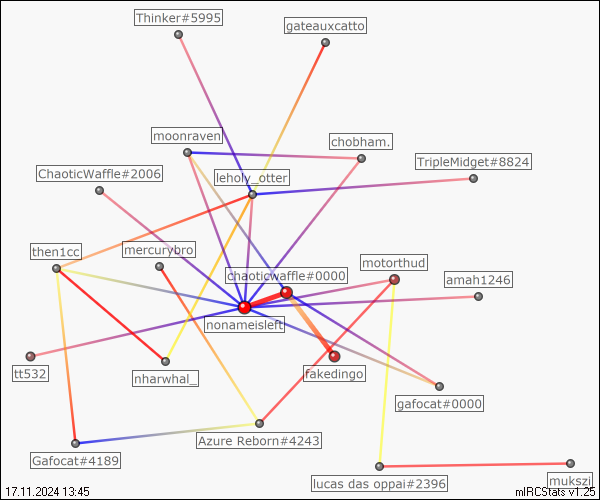 Thinker#5995
gateauxcatto
moonraven
chobham.
TripleMidget#8824
ChaoticWaffle#2006
leholy_otter
then1cc
mercurybro
motorthud
chaoticwaffle#0000
amah1246
nonameisleft
tt532
nharwhal_
fakedingo
gafocat#0000
Azure Reborn#4243
Gafocat#4189
lucas das oppai#2396
mukszi
17.11.2024 13:45
mIRCStats v1.25